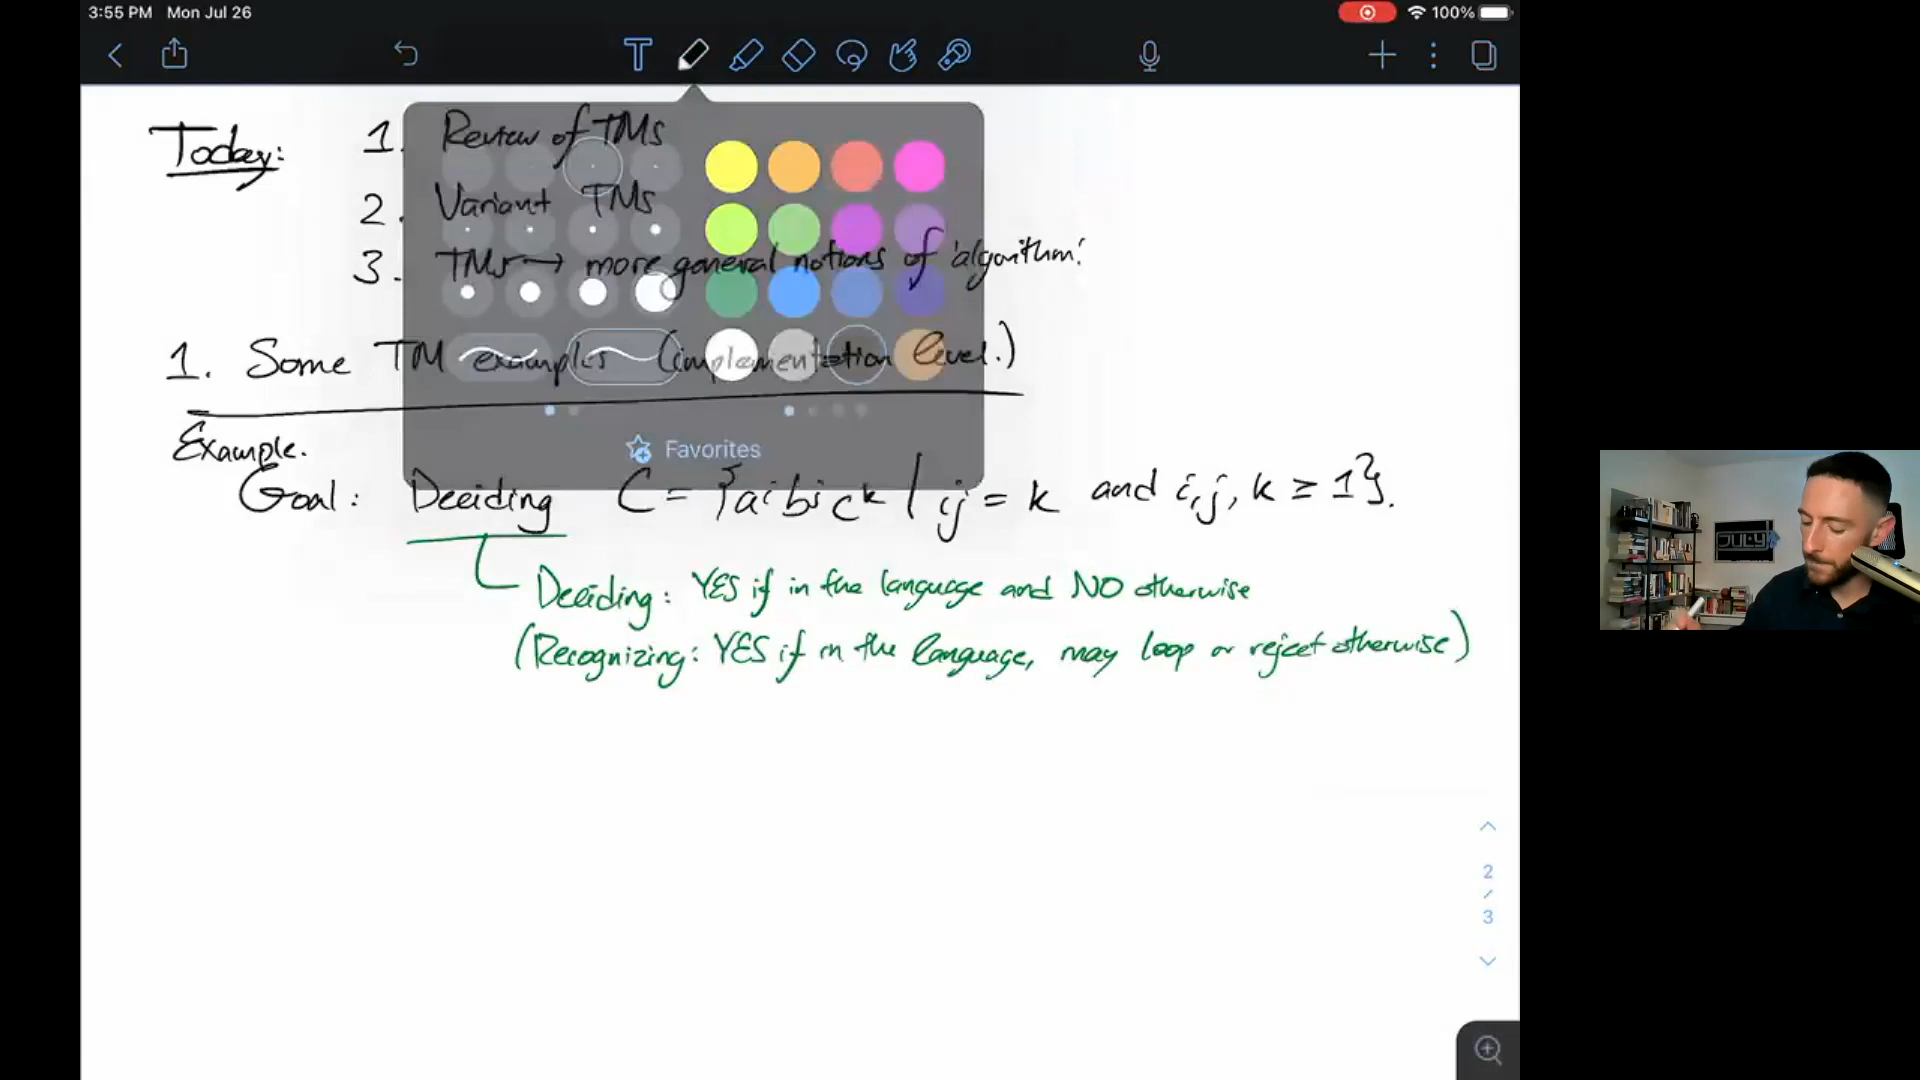 3:55 PM Mon Jul 26
100%
Today: 1. Review of TMs
2. Variant TMs
3. TMs → more general notions of 'algorithm'.
1. Some TM examples (implementation level.)
Favorites
Example.
Goal: Deciding C = {aⁱbʲcᵏ | ij = k and i,j, k ≥ 1}.
Deciding: YES if in the language and NO otherwise
(Recognizing: YES if in the language, may loop or reject otherwise)
JULY
2
/
3